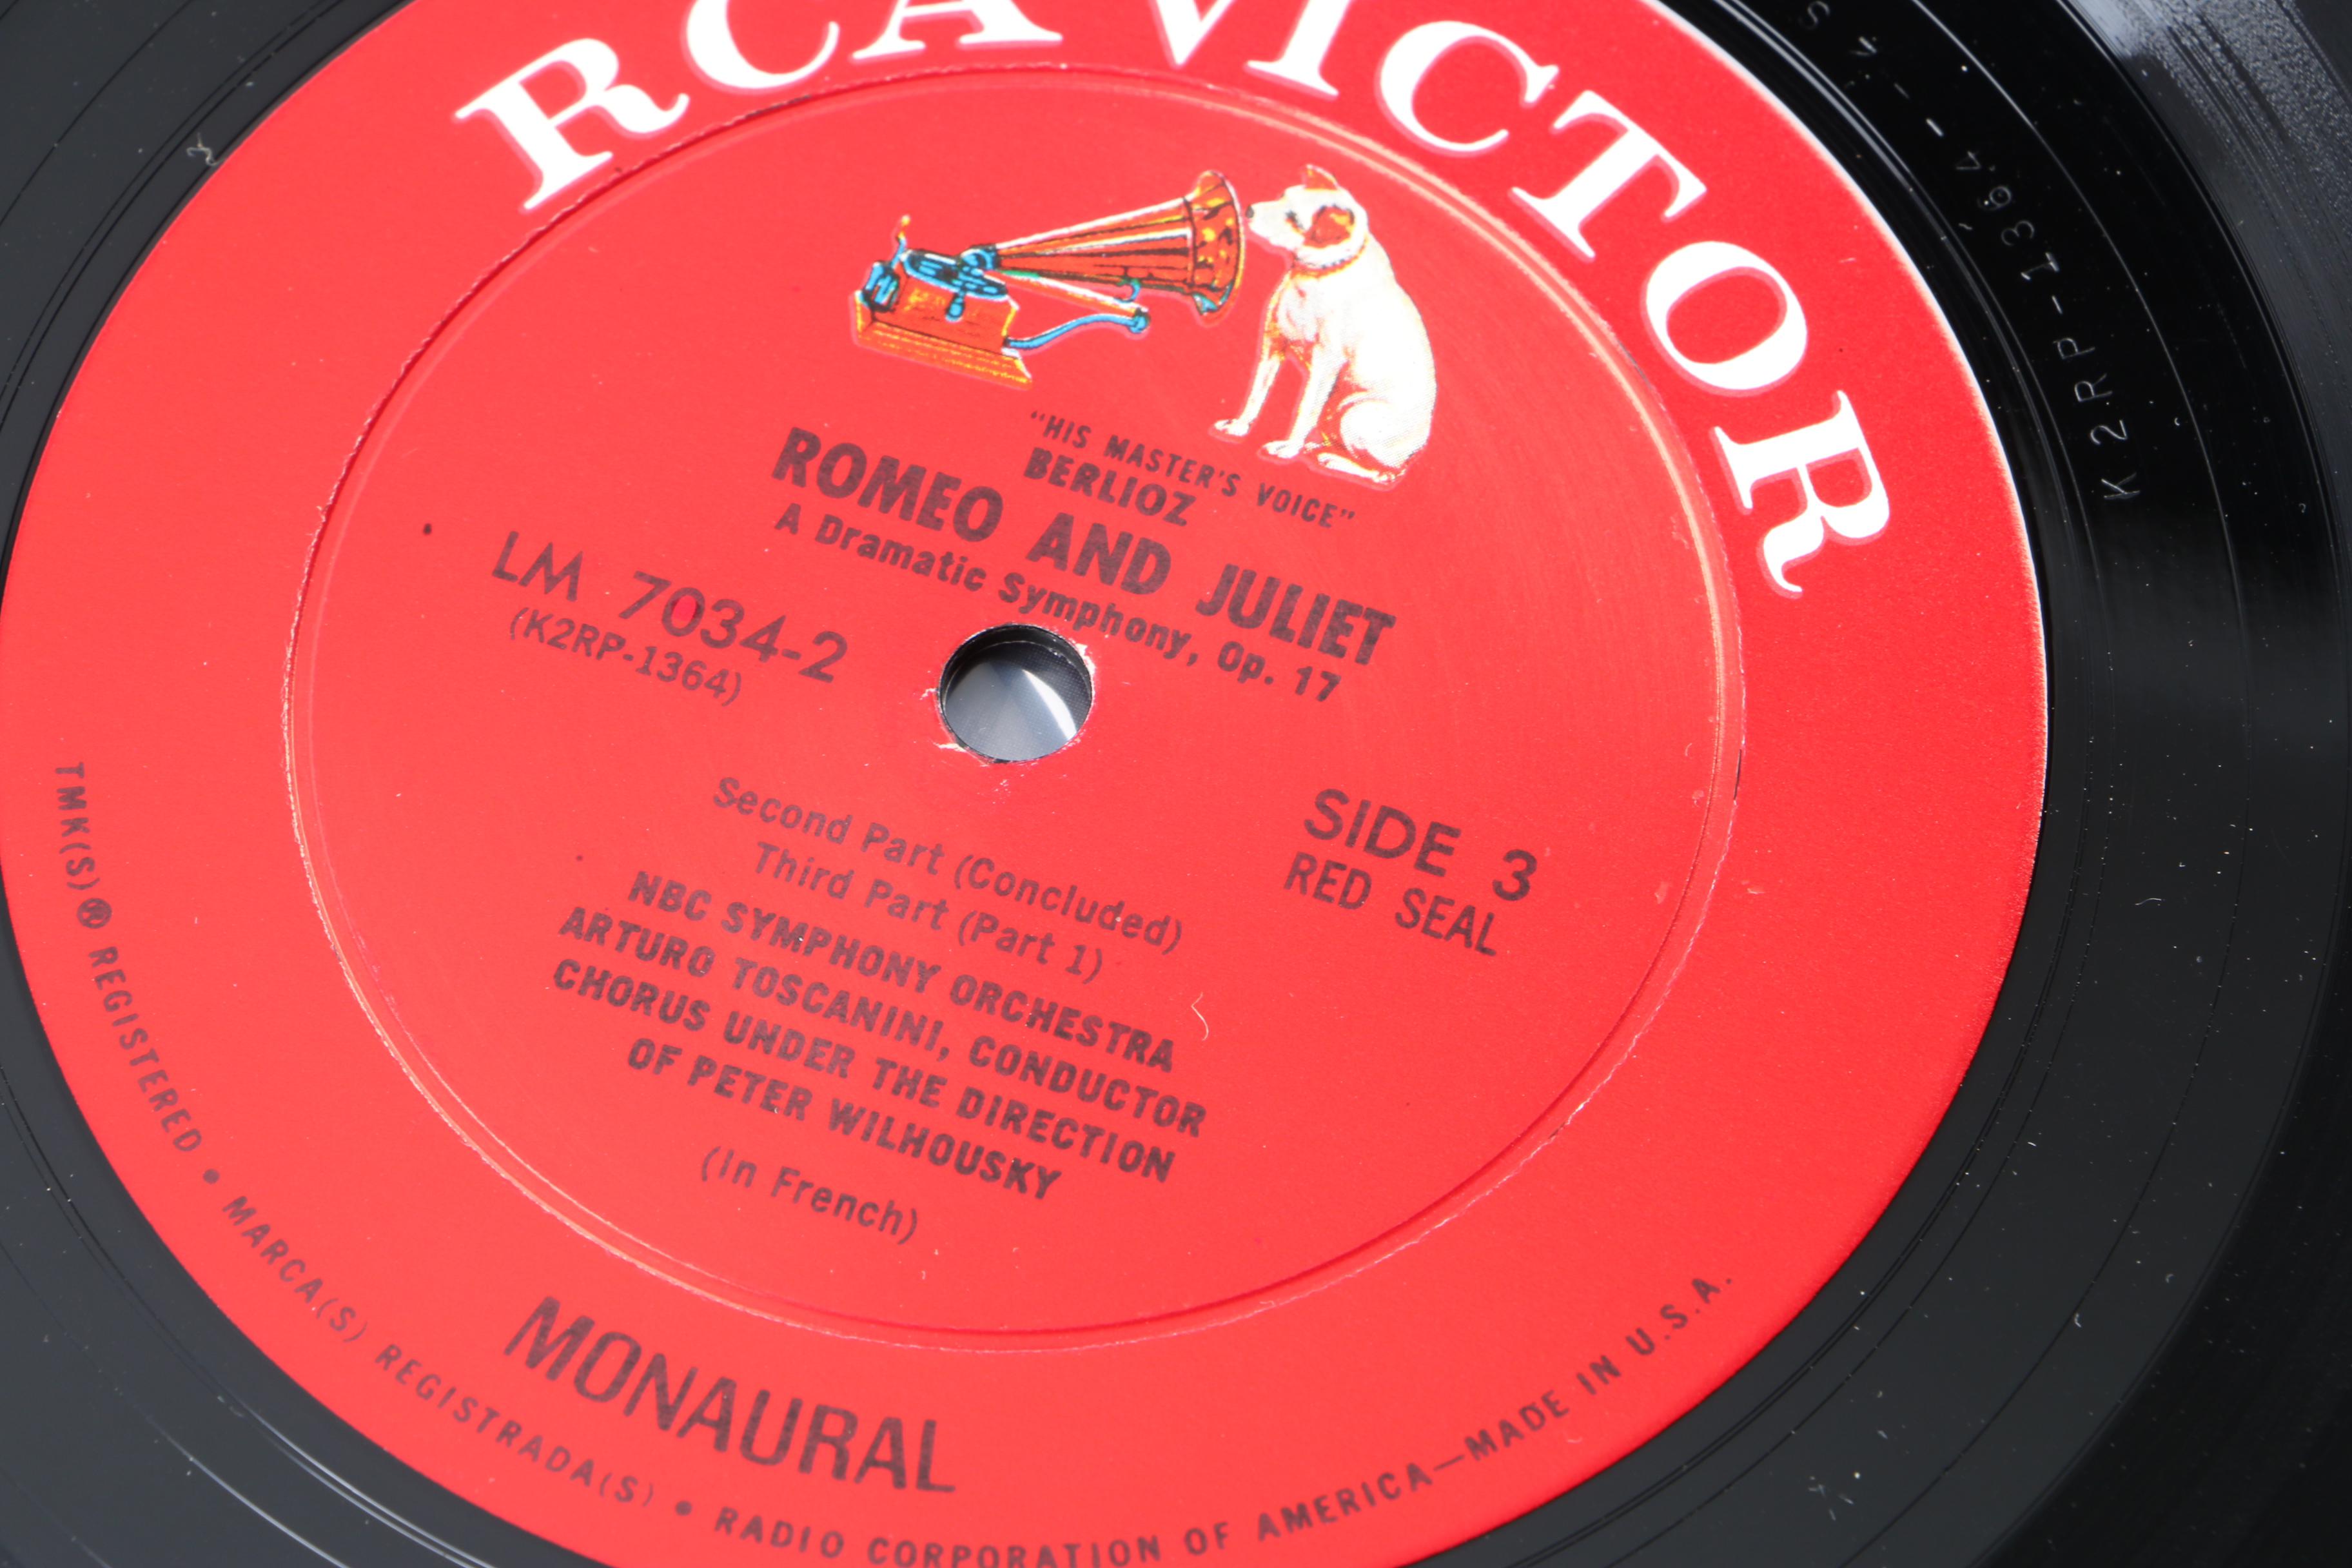 RCA VICTOR
"HIS MASTER'S VOICE"
BERLIOZ
ROMEO AND JULIET
A Dramatic Symphony, Op. 17
LM 7034-2
(K2RP-1364)
SIDE 3
RED SEAL
Second Part (Concluded)
Third Part (Part 1)
NBC SYMPHONY ORCHESTRA
ARTURO TOSCANINI, CONDUCTOR
CHORUS UNDER THE DIRECTION
OF PETER WILHOUSKY
(In French)
MONAURAL
TMK(S) ® REGISTERED • MARCA(S) REGISTRADA(S) • RADIO CORPORATION OF AMERICA—MADE IN U.S.A.
K2RP-1364-4S